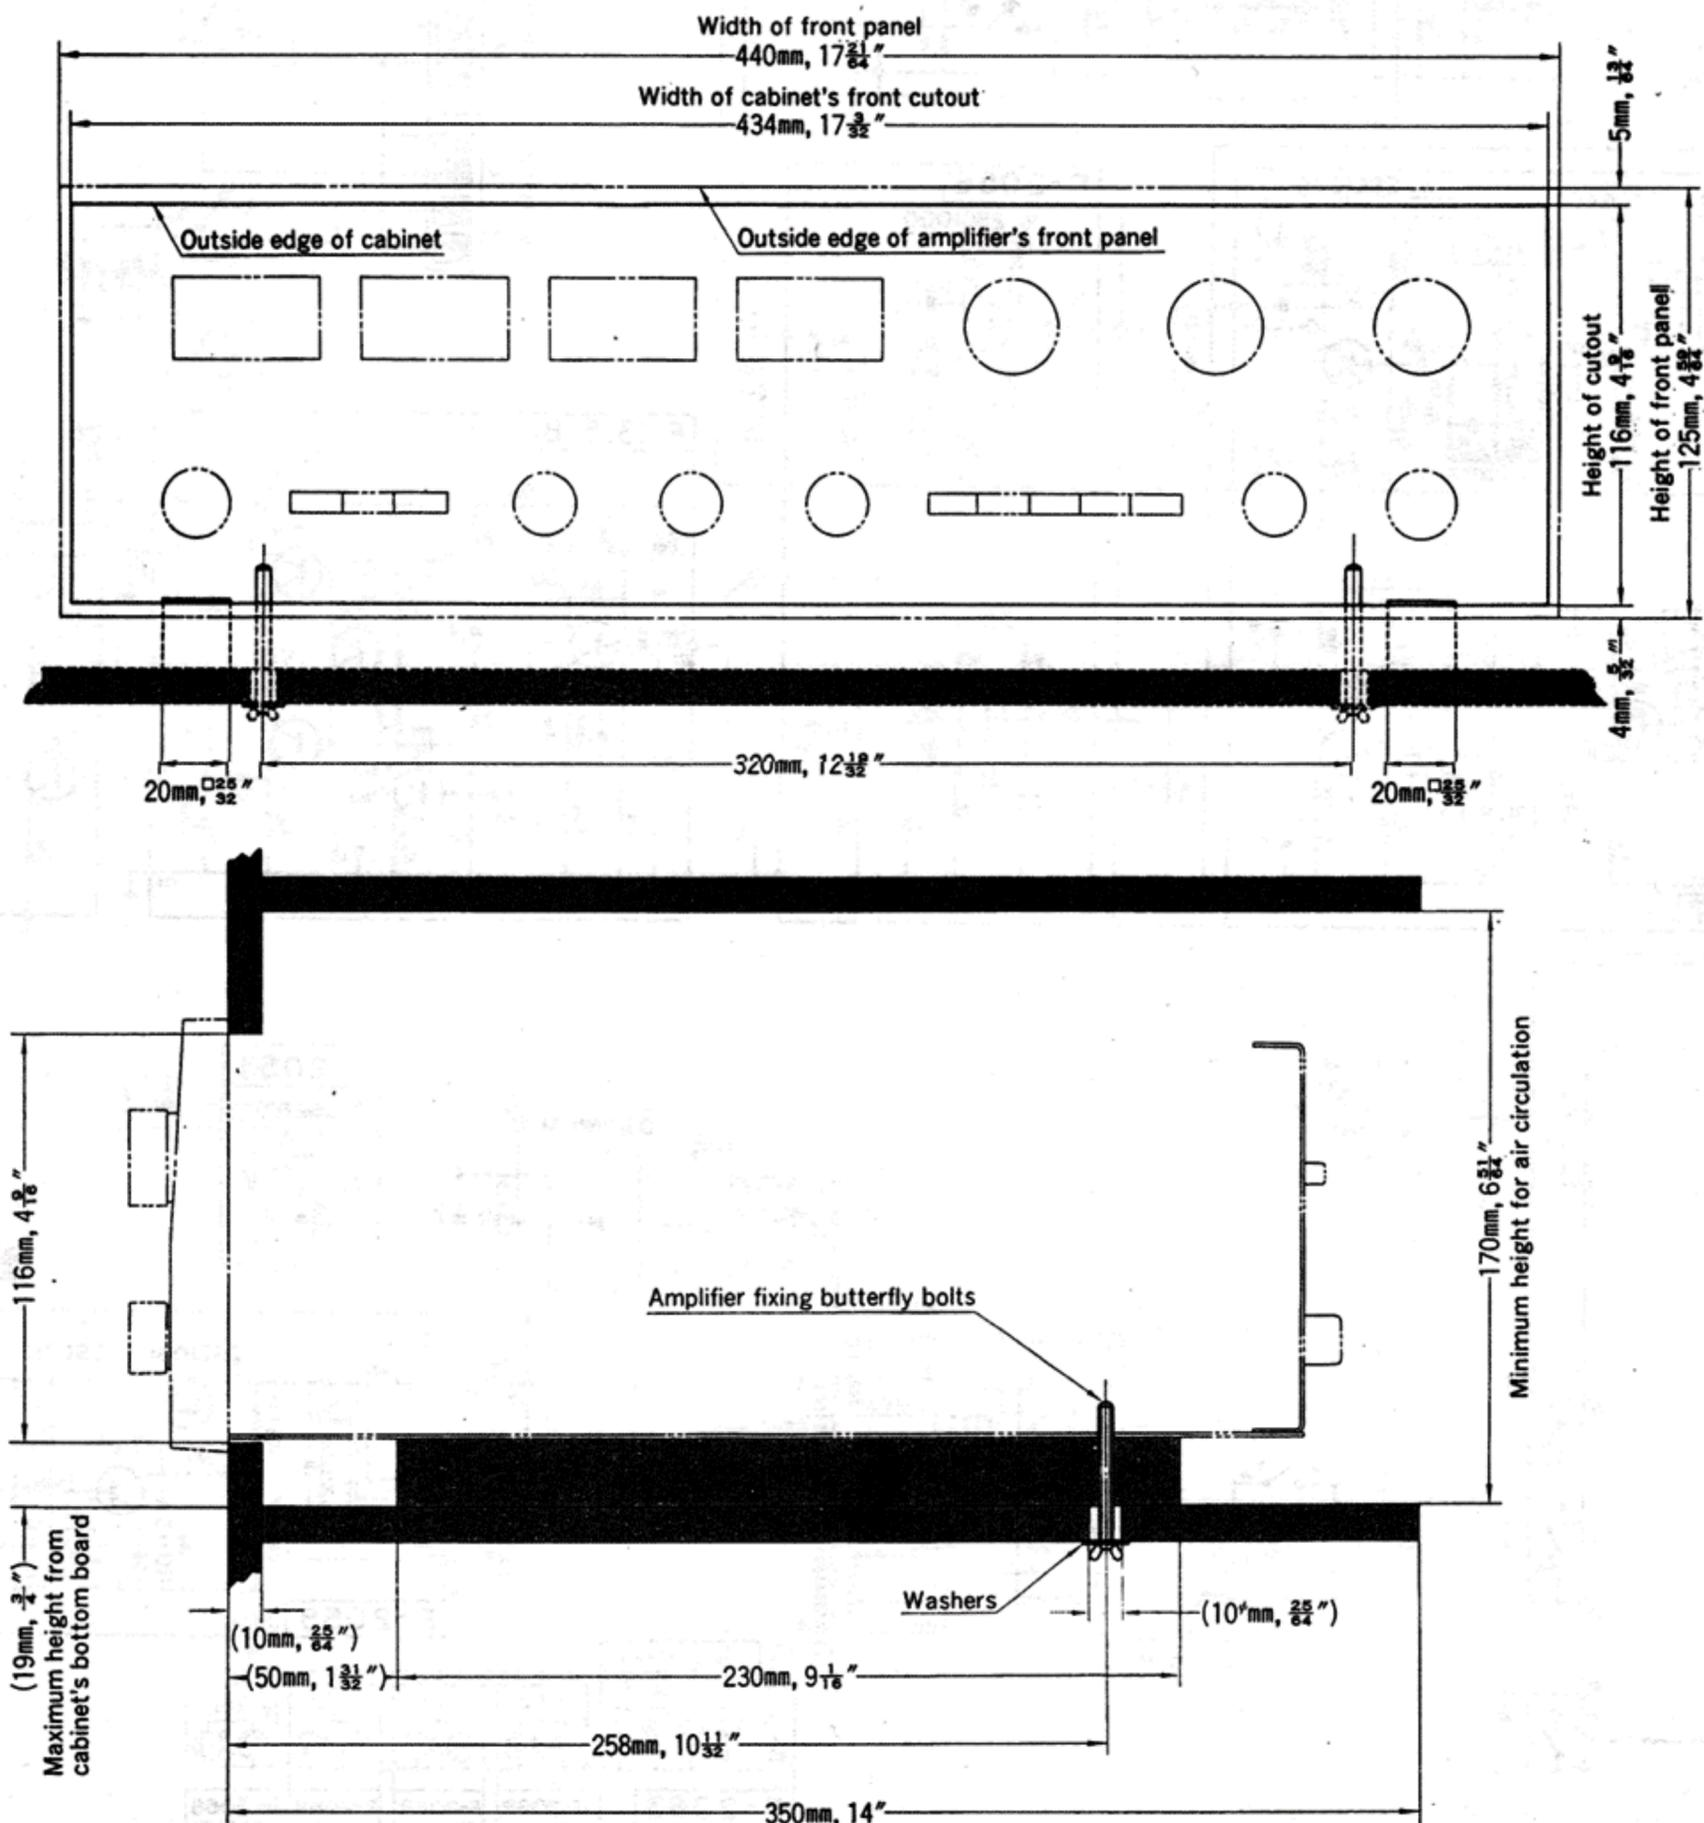 Width of front panel
440mm, 17 21/64″
Width of cabinet's front cutout
434mm, 17 3/32″
5mm, 13/64″
Outside edge of cabinet
Outside edge of amplifier's front panel
Height of cutout
116mm, 4 9/16″
Height of front panel
125mm, 4 59/64″
4mm, 5/32″
320mm, 12 19/32″
20mm,□25/32″
20mm,□25/32″
116mm, 4 9/16″
170mm, 6 51/64″
Minimum height for air circulation
Amplifier fixing butterfly bolts
Washers
(19mm, 3/4″)
Maximum height from
cabinet's bottom board
(10mm, 25/64″)
(10φmm, 25/64″)
(50mm, 1 31/32″)
230mm, 9 1/16″
258mm, 10 11/32″
350mm, 14″